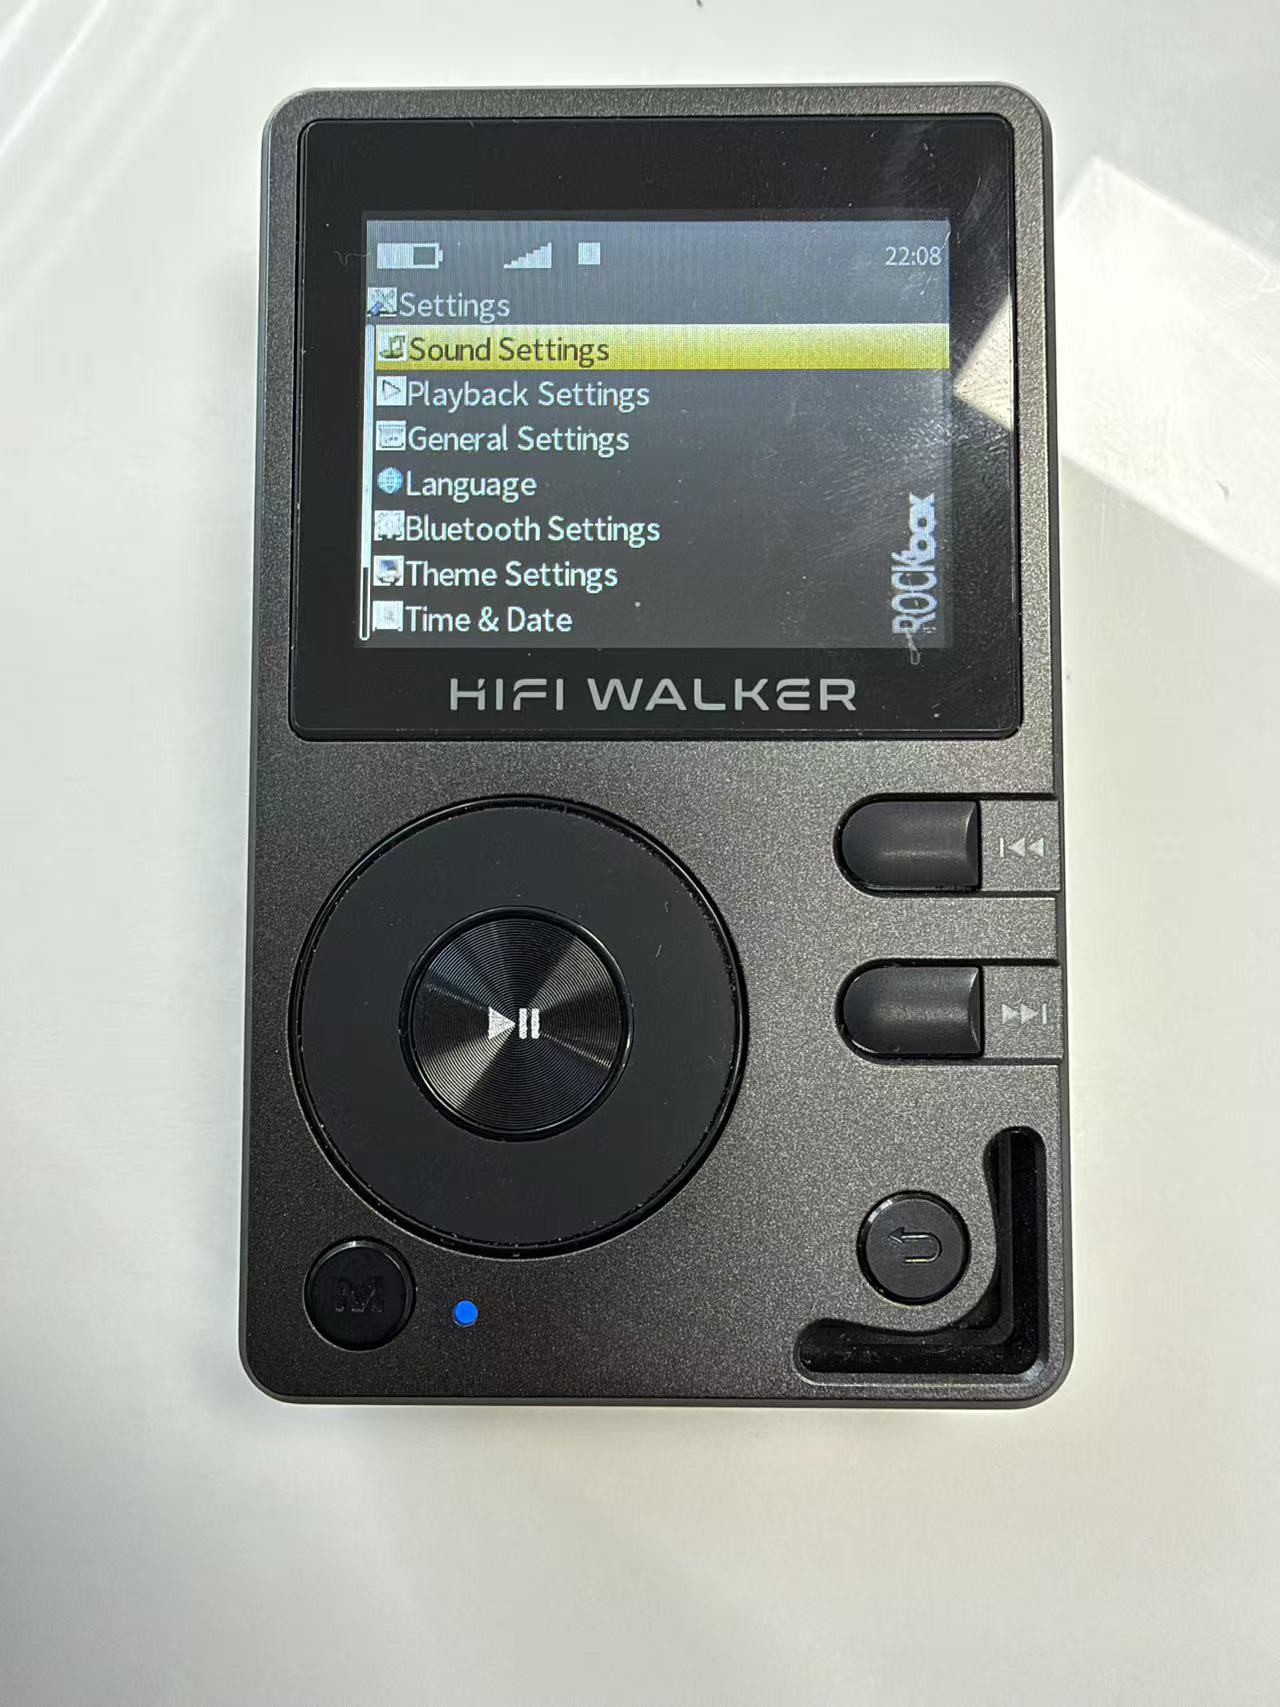 22:08
Settings
Sound Settings
Playback Settings
General Settings
Language
Bluetooth Settings
Theme Settings
Time & Date
ROCKbox
HIFI WALKER
M